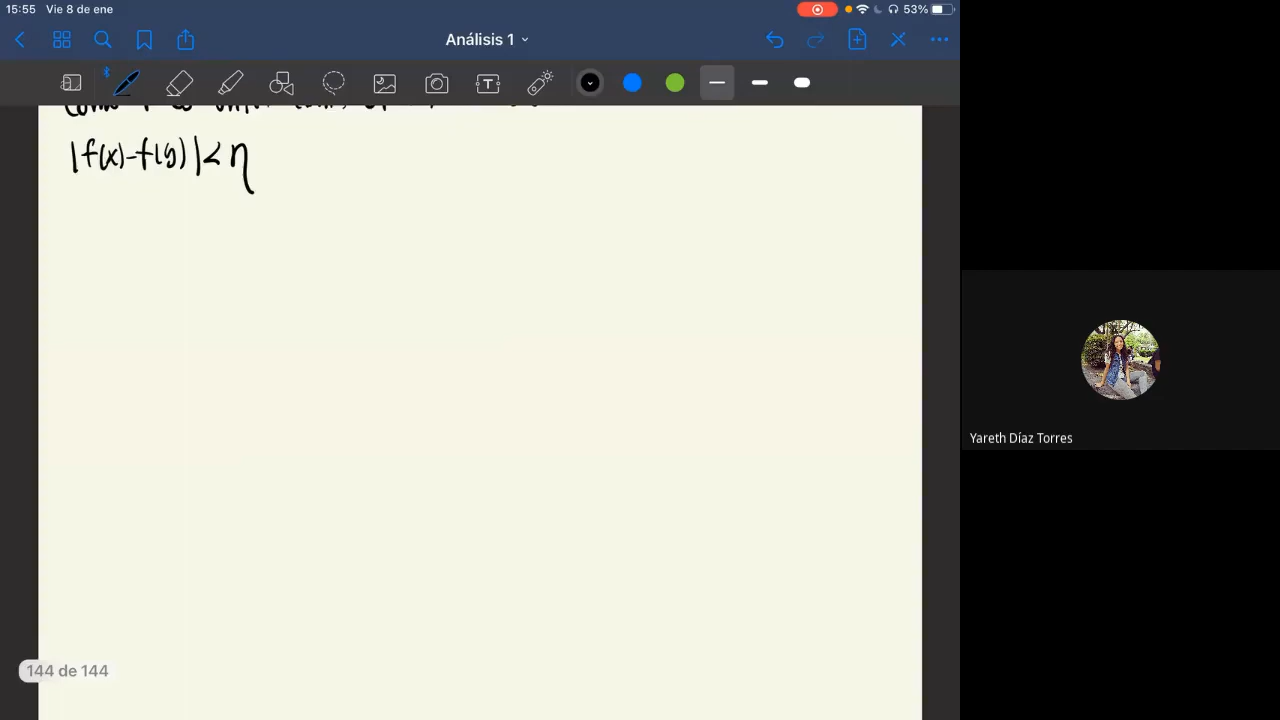 15:55 Vie 8 de ene
53%
Análisis 1
T
|f(x)-f(y)|<η
144 de 144
Yareth Díaz Torres